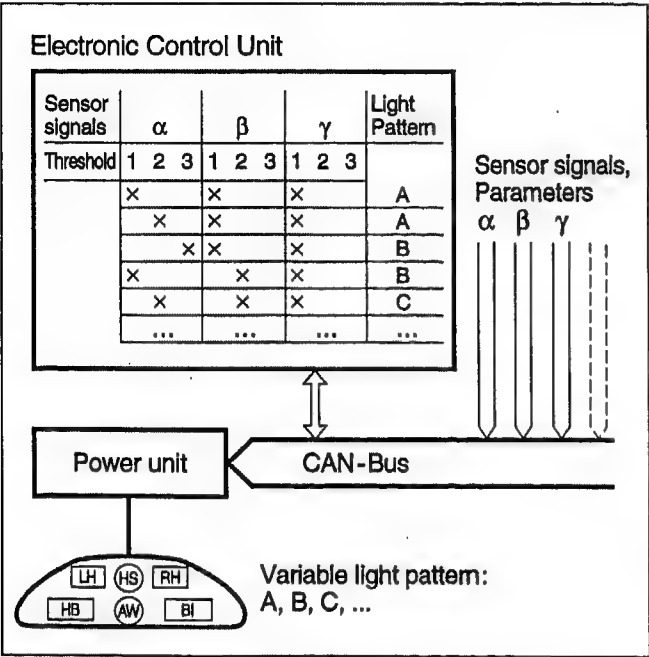 Electronic Control Unit
Sensor signals α β γ Light Pattern
Threshold 1 2 3 1 2 3 1 2 3
× × × A
× × × A
× × × B
× × × B
× × × C
... ... ... ...
Sensor signals,
Parameters
α β γ
Power unit
CAN-Bus
LH HS RH
HB AW BI
Variable light pattern:
A, B, C, ...